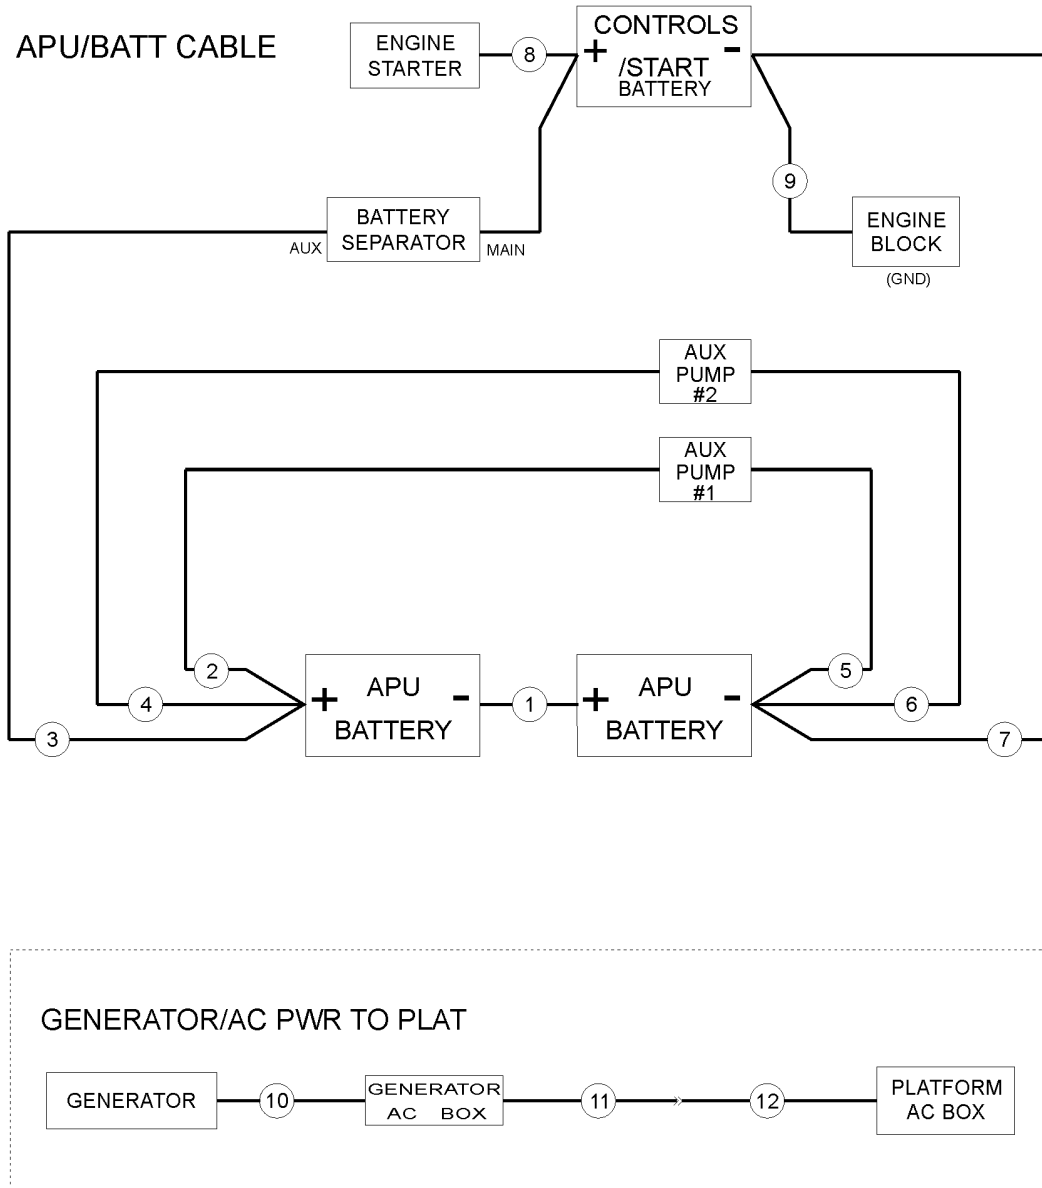 APU/BATT CABLE
ENGINE
STARTER
8
CONTROLS
+ -
/START
BATTERY
9
BATTERY
SEPARATOR
AUX
MAIN
ENGINE
BLOCK
(GND)
AUX
PUMP
#2
AUX
PUMP
#1
2
4
3
+ APU -
BATTERY
1
+ APU -
BATTERY
5
6
7
GENERATOR/AC PWR TO PLAT
GENERATOR
10
GENERATOR
AC BOX
11
12
PLATFORM
AC BOX